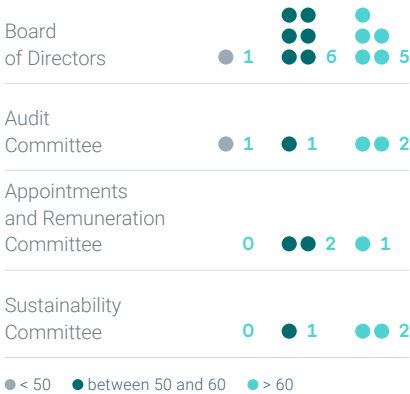 Board
of Directors 1 6 5
Audit
Committee 1 1 2
Appointments
and Remuneration
Committee 0 2 1
Sustainability
Committee 0 1 2
< 50 between 50 and 60 > 60